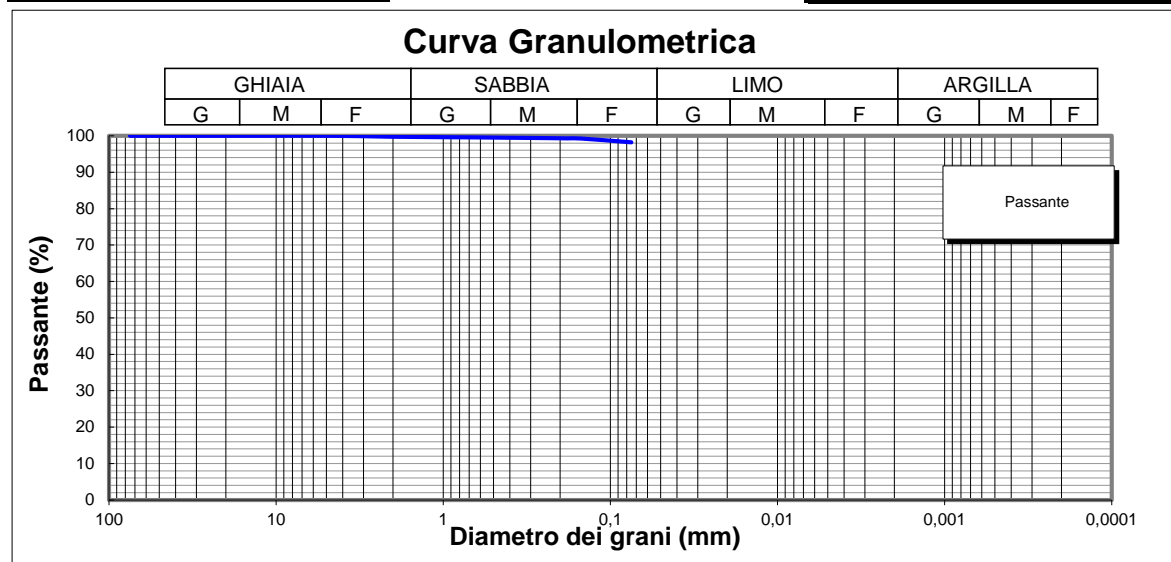 Curva Granulometrica
GHIAIA SABBIA LIMO ARGILLA
G M F G M F G M F G M F
Passante
Passante (%)
100
90
80
70
60
50
40
30
20
10
0
100 10 1 0,1 0,01 0,001 0,0001
Diametro dei grani (mm)